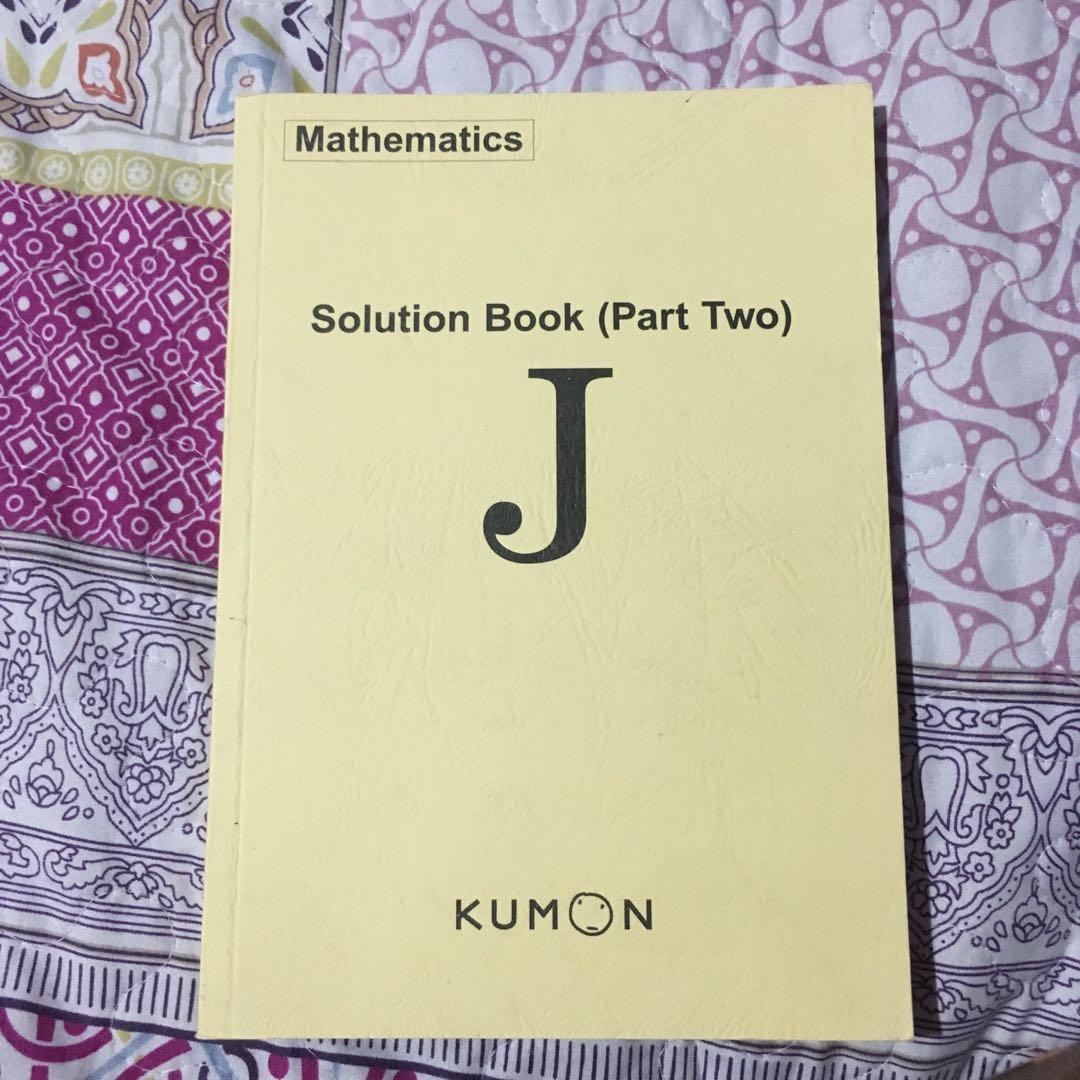 Mathematics
Solution Book (Part Two)
J
KUMON